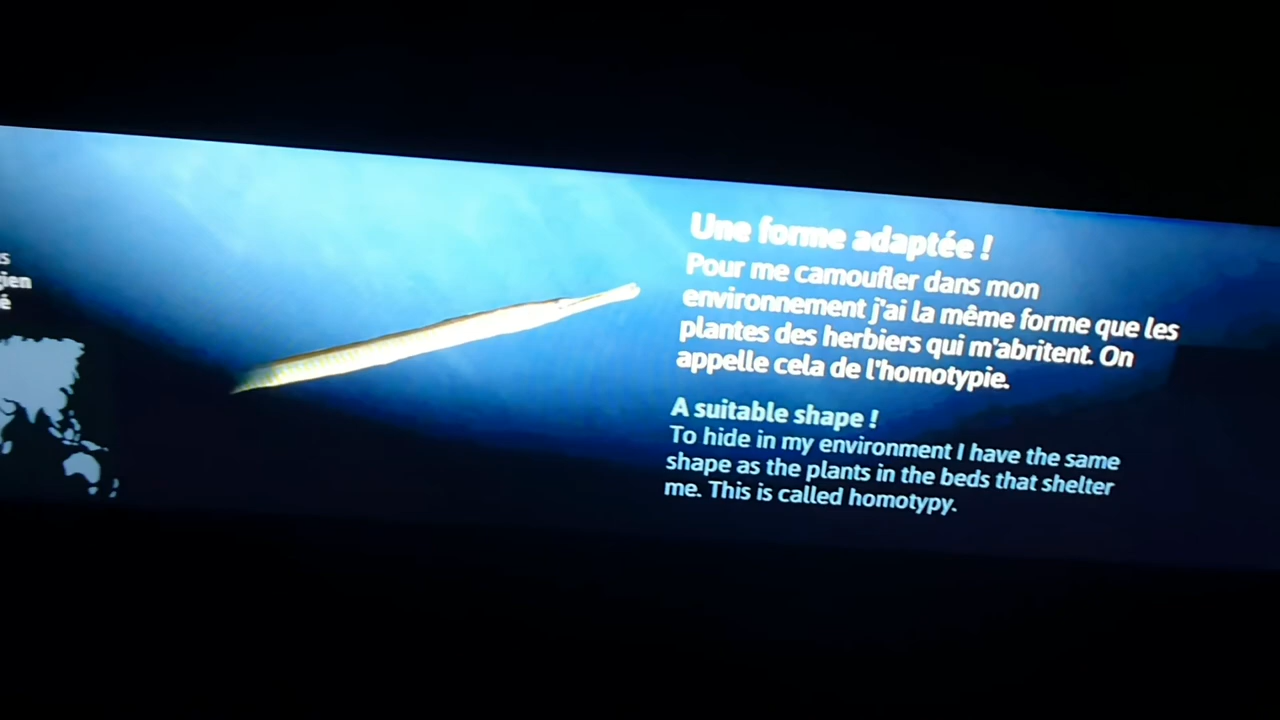 Une forme adaptée !
Pour me camoufler dans mon
environnement j'ai la même forme que les
plantes des herbiers qui m'abritent. On
appelle cela de l'homotypie.
A suitable shape !
To hide in my environment I have the same
shape as the plants in the beds that shelter
me. This is called homotypy.